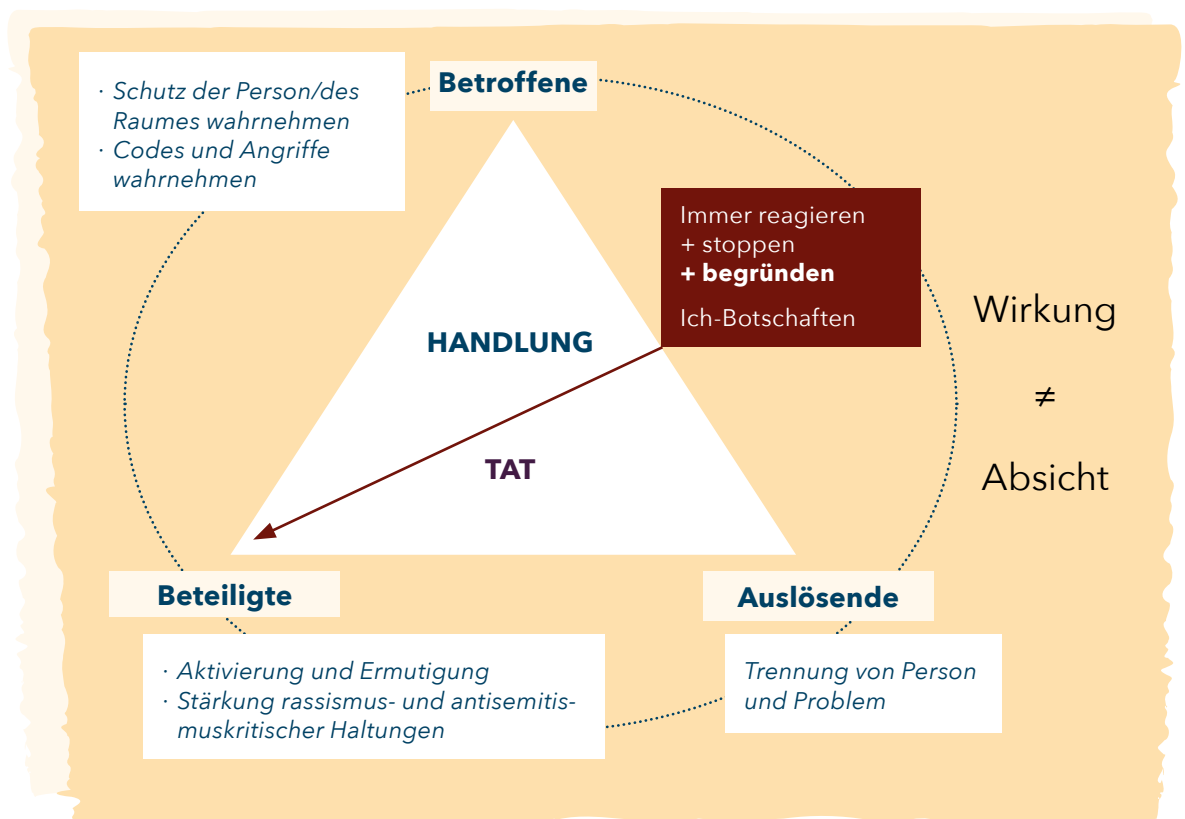 Betroffene
· Schutz der Person/des
Raumes wahrnehmen
· Codes und Angriffe
wahrnehmen
Immer reagieren
+ stoppen
+ begründen
Ich-Botschaften
HANDLUNG
TAT
Wirkung
≠
Absicht
Beteiligte
· Aktivierung und Ermutigung
· Stärkung rassismus- und antisemitis-
muskritischer Haltungen
Auslösende
Trennung von Person
und Problem